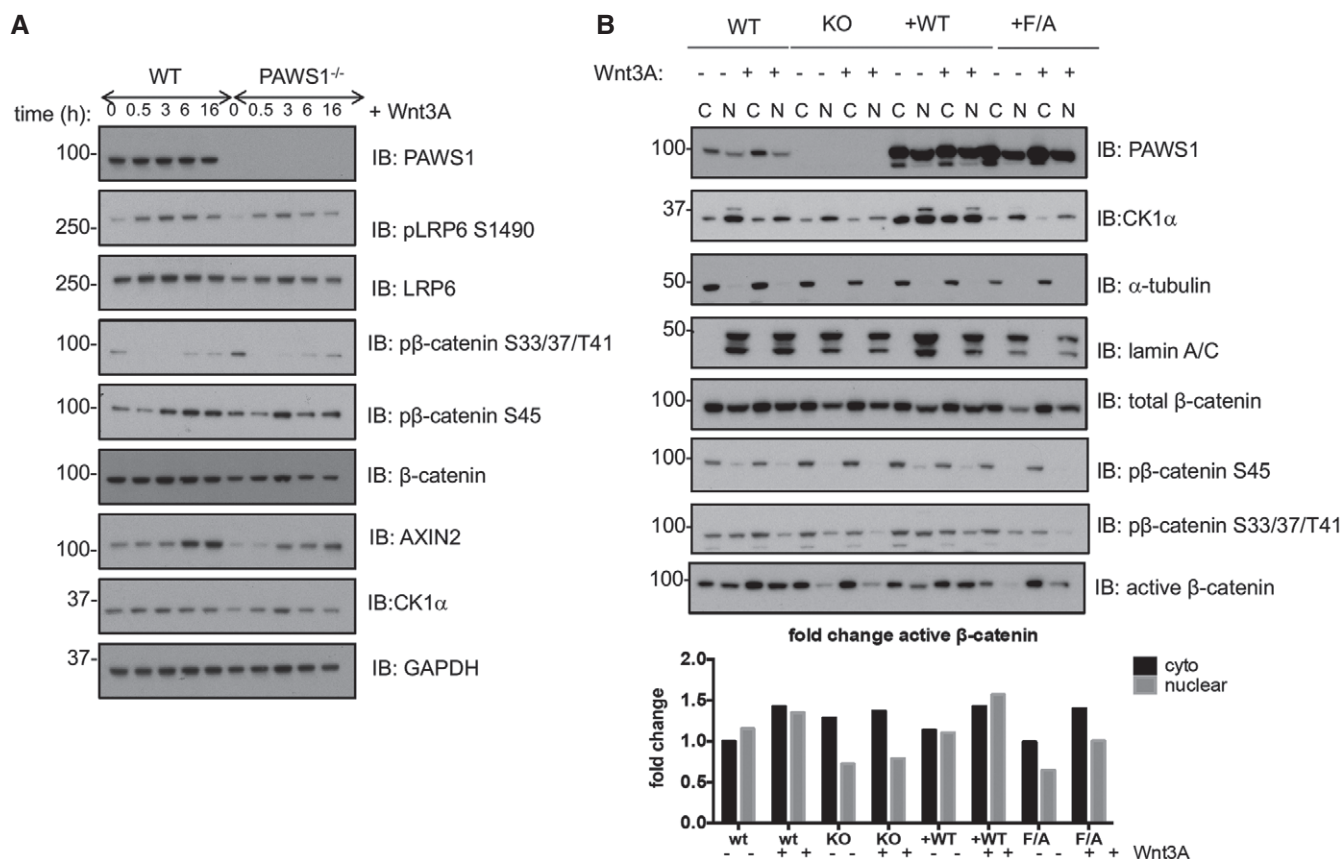 A
WT PAWS1-/-
time (h): 0 0.5 3 6 16 0 0.5 3 6 16 + Wnt3A
100- IB: PAWS1
250- IB: pLRP6 S1490
250- IB: LRP6
100- IB: pβ-catenin S33/37/T41
100- IB: pβ-catenin S45
100- IB: β-catenin
100- IB: AXIN2
37- IB:CK1α
37- IB: GAPDH
B
WT KO +WT +F/A
Wnt3A: - - + + - - + + - - + + - - + +
C N C N C N C N C N C N C N C N
100- IB: PAWS1
37- IB:CK1α
50- IB: α-tubulin
50- IB: lamin A/C
100- IB: total β-catenin
100- IB: pβ-catenin S45
100- IB: pβ-catenin S33/37/T41
100- IB: active β-catenin
fold change active β-catenin
2.0
1.5
1.0
0.5
0.0
fold change
cyto
nuclear
wt wt KO KO +WT +WT F/A F/A
- - + + - - + + - - + + - - + + Wnt3A